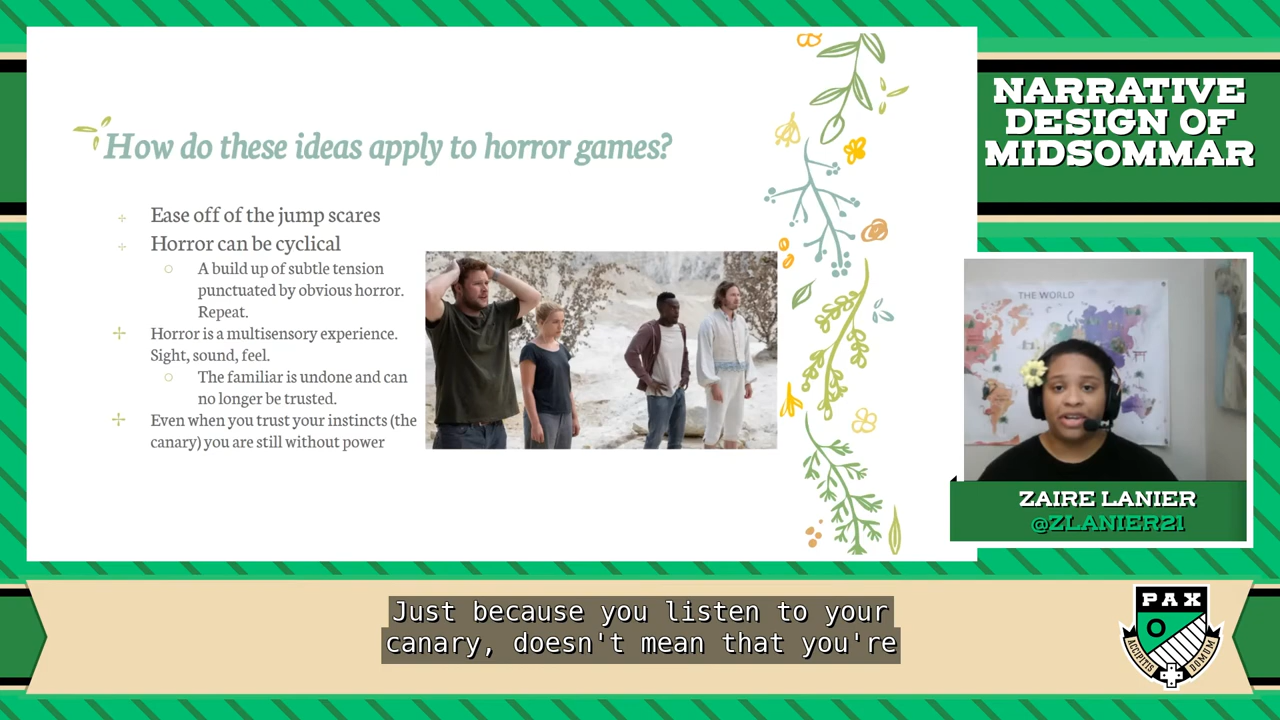 How do these ideas apply to horror games?
Ease off of the jump scares
Horror can be cyclical
A build up of subtle tension
punctuated by obvious horror.
Repeat.
Horror is a multisensory experience.
Sight, sound, feel.
The familiar is undone and can
no longer be trusted.
Even when you trust your instincts (the
canary) you are still without power
NARRATIVE
DESIGN OF
MIDSOMMAR
THE WORLD
ZAIRE LANIER
@ZLANIER21
Just because you listen to your
canary, doesn't mean that you're
PAX
O
ACCIPITIS
DOMUM